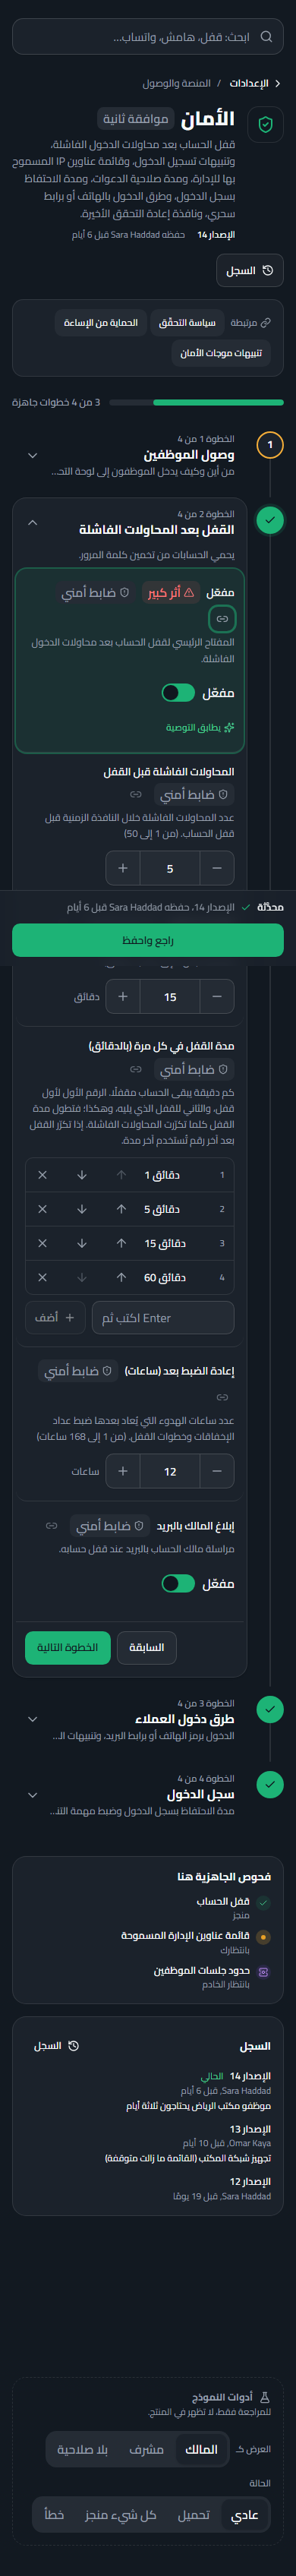 ابحث: قفل، هامش، واتساب...
الإعدادات / المنصة والوصول
الأمان موافقة ثانية
قفل الحساب بعد محاولات الدخول الفاشلة،
وتنبيهات تسجيل الدخول، وقائمة عناوين IP المسموح
بها للإدارة، ومدة صلاحية الدعوات، ومدة الاحتفاظ
بسجل الدخول، وطرق الدخول بالهاتف أو برابط
سحري، ونافذة إعادة التحقق الأخيرة.
الإصدار 14 حفظه Sara Haddad قبل 6 أيام
السجل
مرتبطة سياسة التحقّق الحماية من الإساءة
تنبيهات موجات الأمان
3 من 4 خطوات جاهزة
1
الخطوة 1 من 4
وصول الموظفين
من أين وكيف يدخل الموظفون إلى لوحة التح...
الخطوة 2 من 4
القفل بعد المحاولات الفاشلة
يحمي الحسابات من تخمين كلمة المرور.
مفعّل أثر كبير ضابط أمني
المفتاح الرئيسي لقفل الحساب بعد محاولات الدخول
الفاشلة.
مفعّل
يطابق التوصية
المحاولات الفاشلة قبل القفل
ضابط أمني
عدد المحاولات الفاشلة خلال النافذة الزمنية قبل
قفل الحساب. (من 1 إلى 50)
5
محدّثة الإصدار 14، حفظه Sara Haddad قبل 6 أيام
راجع واحفظ
15 دقائق
مدة القفل في كل مرة (بالدقائق)
ضابط أمني
كم دقيقة يبقى الحساب مقفلًا. الرقم الأول لأول
قفل، والثاني للقفل الذي يليه، وهكذا؛ فتطول مدة
القفل كلما تكرّرت المحاولات الفاشلة. إذا تكرّر القفل
بعد آخر رقم تُستخدم آخر مدة.
1 1 دقائق
2 5 دقائق
3 15 دقائق
4 60 دقائق
اكتب ثم Enter أضف
إعادة الضبط بعد (ساعات) ضابط أمني
عدد ساعات الهدوء التي يُعاد بعدها ضبط عداد
الإخفاقات وخطوات القفل. (من 1 إلى 168 ساعات)
12 ساعات
إبلاغ المالك بالبريد ضابط أمني
مراسلة مالك الحساب بالبريد عند قفل حسابه.
مفعّل
السابقة الخطوة التالية
الخطوة 3 من 4
طرق دخول العملاء
الدخول برمز الهاتف أو برابط البريد، وتنبيهات الـ...
الخطوة 4 من 4
سجل الدخول
مدة الاحتفاظ بسجل الدخول وضبط مهمة التنـ...
فحوص الجاهزية هنا
قفل الحساب
منجز
قائمة عناوين الإدارة المسموحة
بانتظارك
حدود جلسات الموظفين
بانتظار الخادم
السجل السجل
الإصدار 14 الحالي
Sara Haddad، قبل 6 أيام
موظفو مكتب الرياض يحتاجون ثلاثة أيام
الإصدار 13
Omar Kaya، قبل 10 أيام
تجهيز شبكة المكتب (القائمة ما زالت متوقفة)
الإصدار 12
Sara Haddad، قبل 19 يومًا
أدوات النموذج
للمراجعة فقط، لا تظهر في المنتج.
العرض كـ المالك مشرف بلا صلاحية
الحالة
عادي تحميل كل شيء منجز خطأ